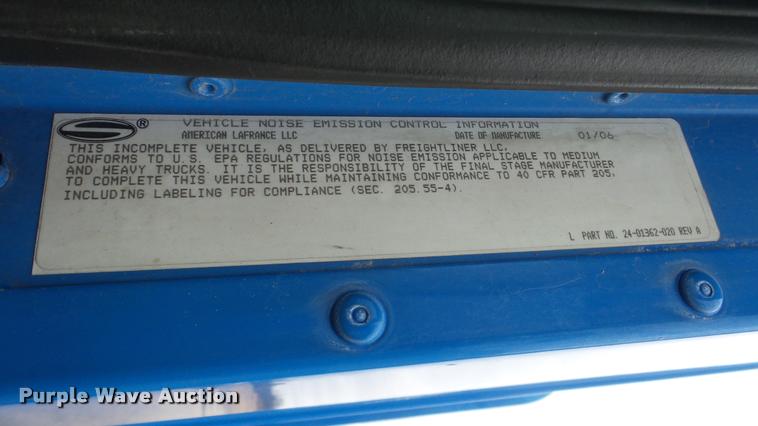 S ®
VEHICLE NOISE EMISSION CONTROL INFORMATION
AMERICAN LAFRANCE LLC DATE OF MANUFACTURE 01/06
THIS INCOMPLETE VEHICLE, AS DELIVERED BY FREIGHTLINER LLC,
CONFORMS TO U.S. EPA REGULATIONS FOR NOISE EMISSION APPLICABLE TO MEDIUM
AND HEAVY TRUCKS. IT IS THE RESPONSIBILITY OF THE FINAL STAGE MANUFACTURER
TO COMPLETE THIS VEHICLE WHILE MAINTAINING CONFORMANCE TO 40 CFR PART 205,
INCLUDING LABELING FOR COMPLIANCE (SEC. 205.55-4).
L PART NO. 24-01362-020 REV A
Purple Wave Auction